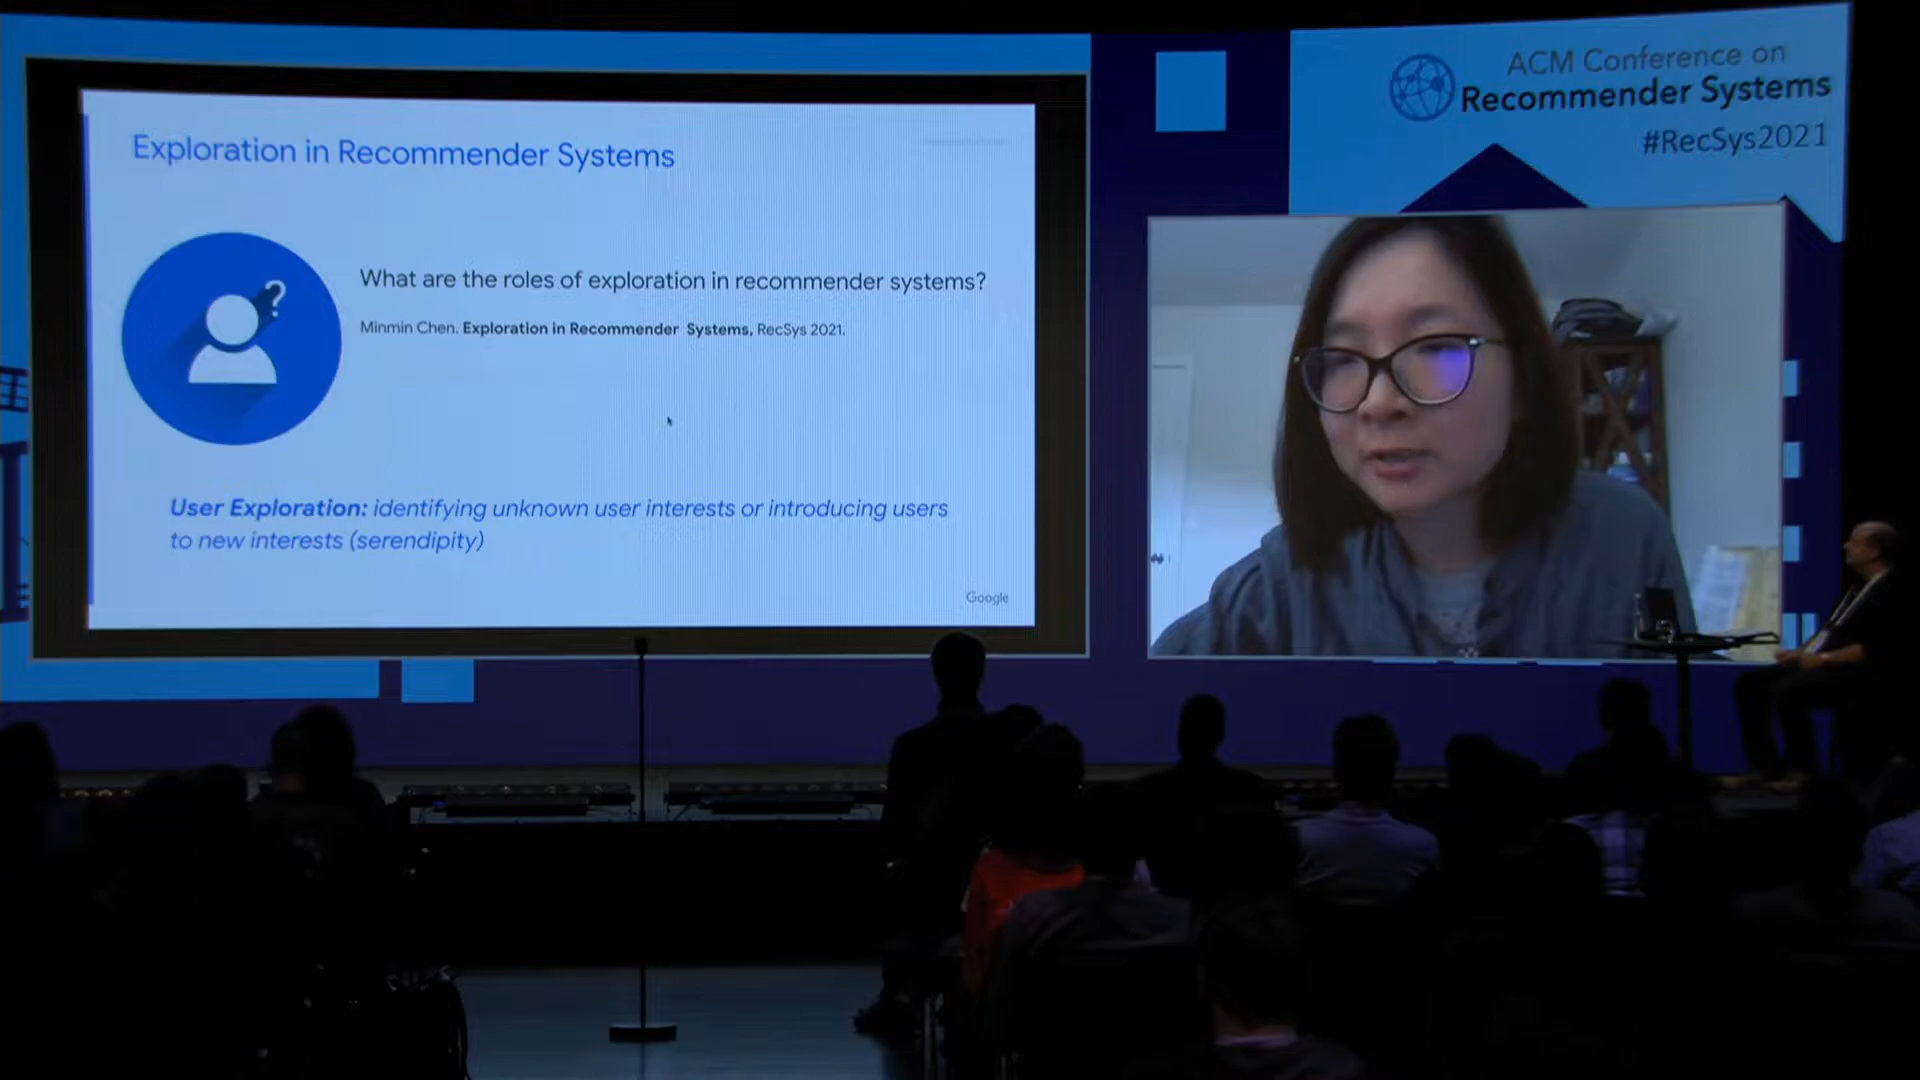 Exploration in Recommender Systems
?
What are the roles of exploration in recommender systems?
Minmin Chen. Exploration in Recommender Systems, RecSys 2021.
User Exploration: identifying unknown user interests or introducing users
to new interests (serendipity)
Google
ACM Conference on
Recommender Systems
#RecSys2021